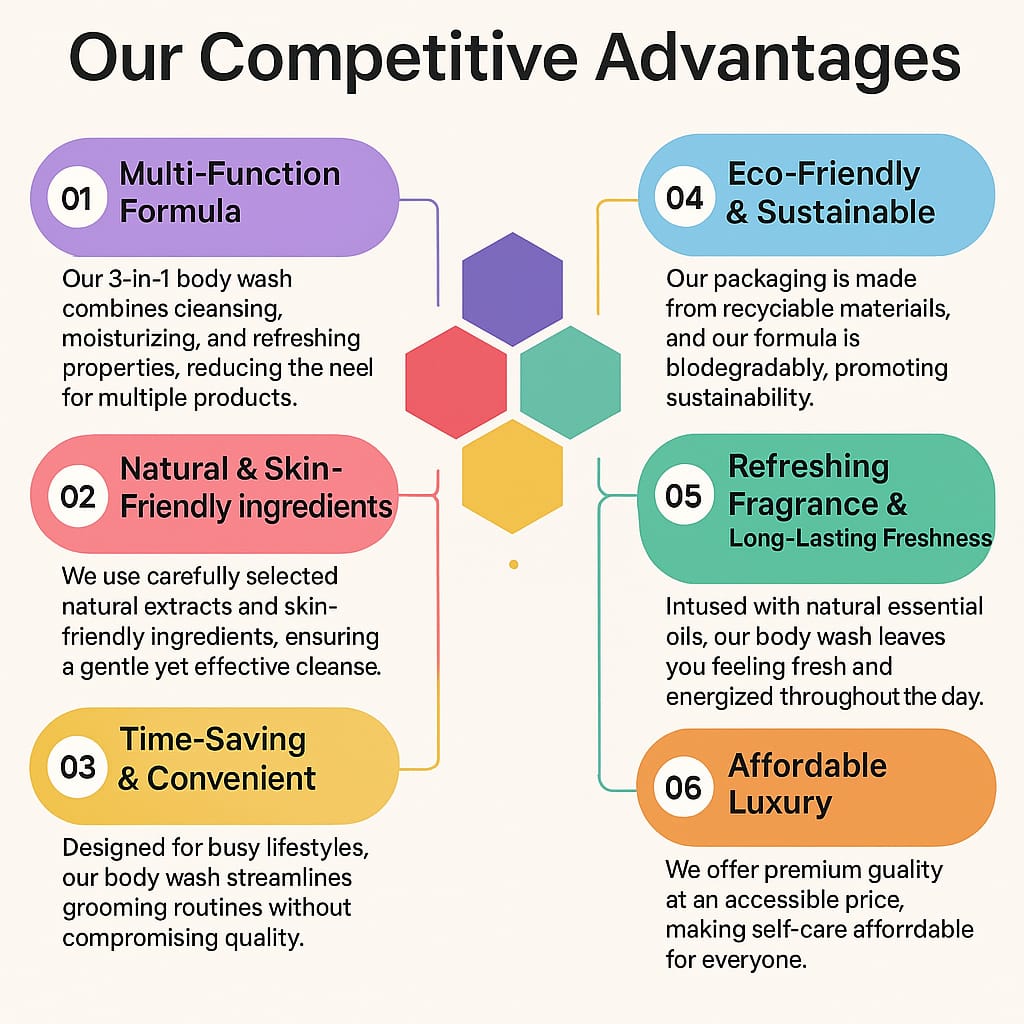 Our Competitive Advantages
01
Multi-Function
Formula
Our 3-in-1 body wash
combines cieansing,
moisturizing, and refreshing
properties, reducing the neel
for multiple products.
02
Natural & Skin-
Friendly ingredients
We use carefully selected
natural extracts and skin-
friendly ingredients, ensuring
a gentle yet effective cleanse.
03
Time-Saving
& Convenient
Designed for busy lifestyles,
our body wash streamlines
grooming routines without
compromising quality.
04
Eco-Friendly
& Sustainable
Our packaging is made
from recyciable materiails,
and our formula is
blodegradably, promoting
sustainability.
05
Refreshing
Fragrance &
Long-Lasting Freshness
Intused with natural essential
oils, our body wash leaves
you feeling fresh and
energized throughout the day.
06
Affordable
Luxury
We offer premium guality
at an accessible price,
making self-care afforrdable
for everyone.